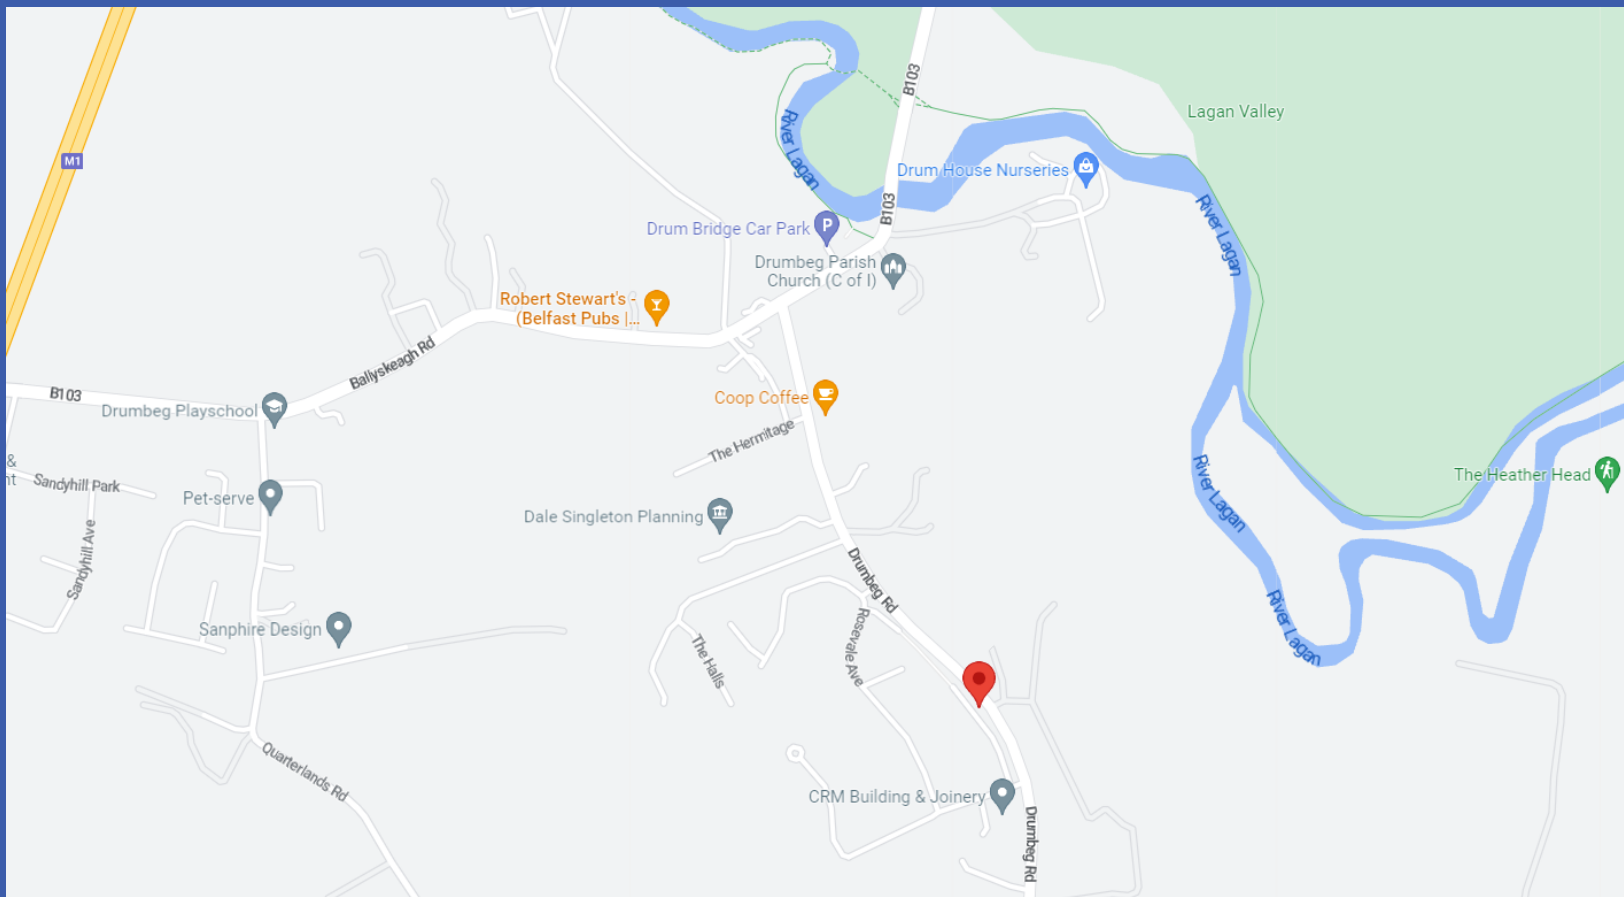 B103
Lagan Valley
River Lagan
M1
Drum House Nurseries
B103
River Lagan
Drum Bridge Car Park
P
Drumbeg Parish
Church (C of I)
Robert Stewart's -
(Belfast Pubs |...
Ballyskeagh Rd
B103
Drumbeg Playschool
Coop Coffee
The Hermitage
&
nt
Sandyhill Park
River Lagan
The Heather Head
Pet-serve
Dale Singleton Planning
Sandyhill Ave
Drumbeg Rd
Sanphire Design
Rosevale Ave
The Halls
River Lagan
Quarterlands Rd
CRM Building & Joinery
Drumbeg Rd